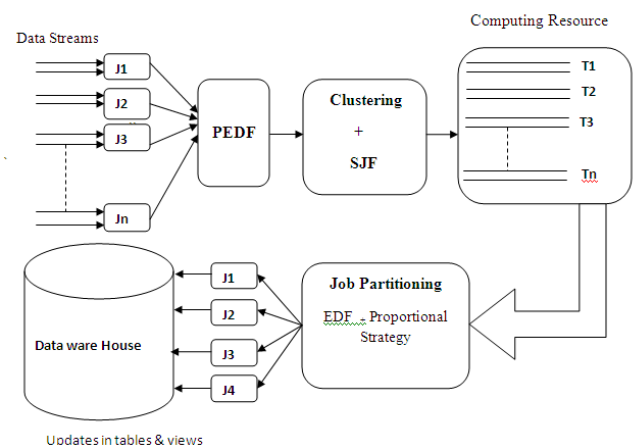 Computing Resource
Data Streams
J1
J2
J3
Jn
PEDF
Clustering
+
SJF
T1
T2
T3
Tn
J1
J2
J3
J4
Job Partitioning
EDF - Proportional
Strategy
Data ware House
Updates in tables & views